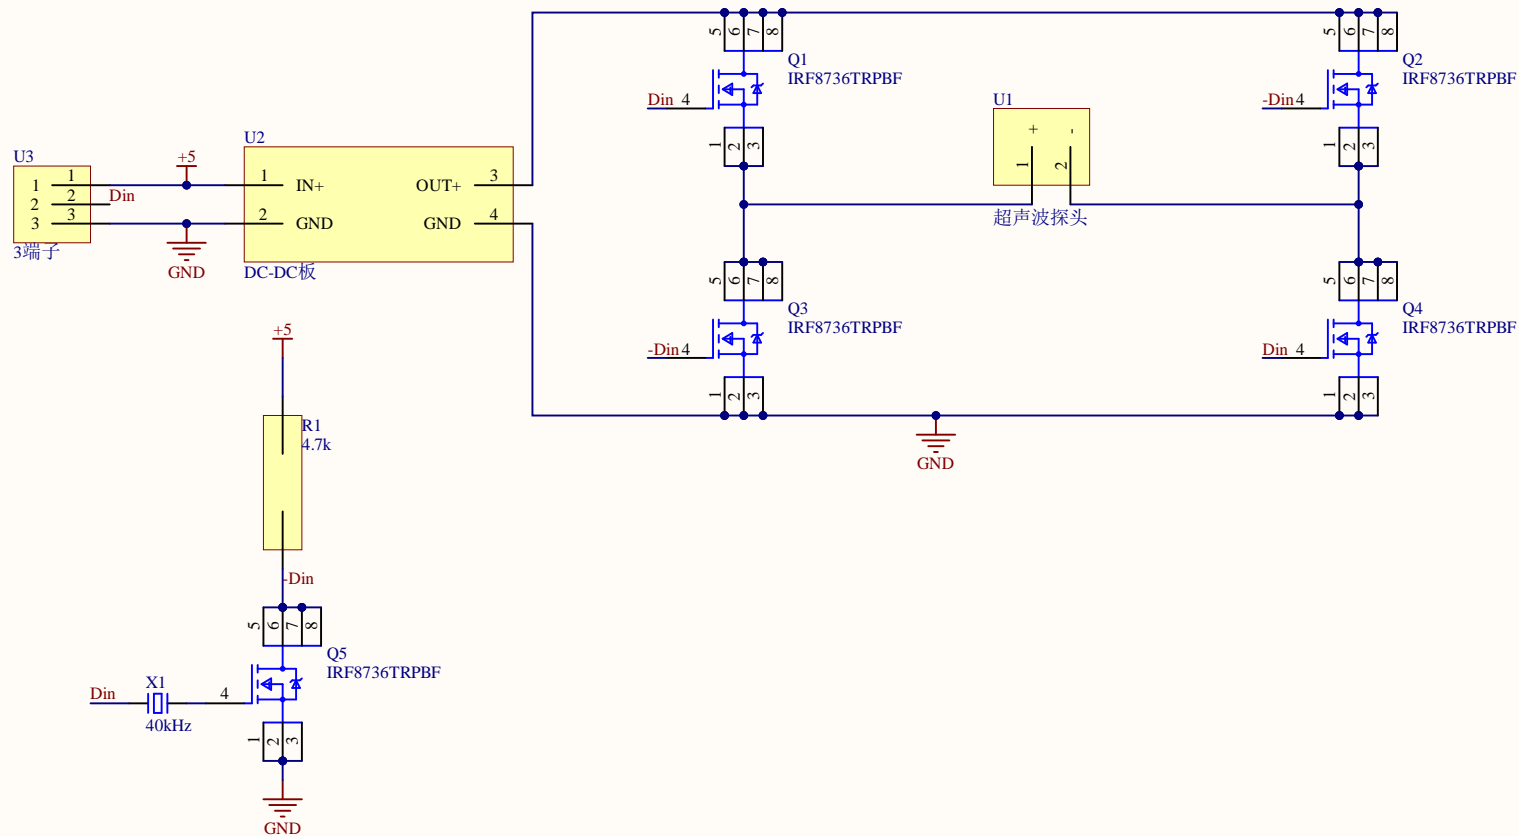 U3
1 1
2 2
3 3
Din
3端子
+5
GND
U2
1 IN+
2 GND
OUT+ 3
GND 4
DC-DC板
5 6 7 8
Q1
IRF8736TRPBF
Din 4
1 2 3
U1
+ -
1 2
超声波探头
5 6 7 8
Q2
IRF8736TRPBF
-Din 4
1 2 3
5 6 7 8
Q3
IRF8736TRPBF
-Din 4
1 2 3
5 6 7 8
Q4
IRF8736TRPBF
Din 4
1 2 3
GND
+5
R1
4.7k
-Din
5 6 7 8
Q5
IRF8736TRPBF
Din
X1
40kHz
4
1 2 3
GND